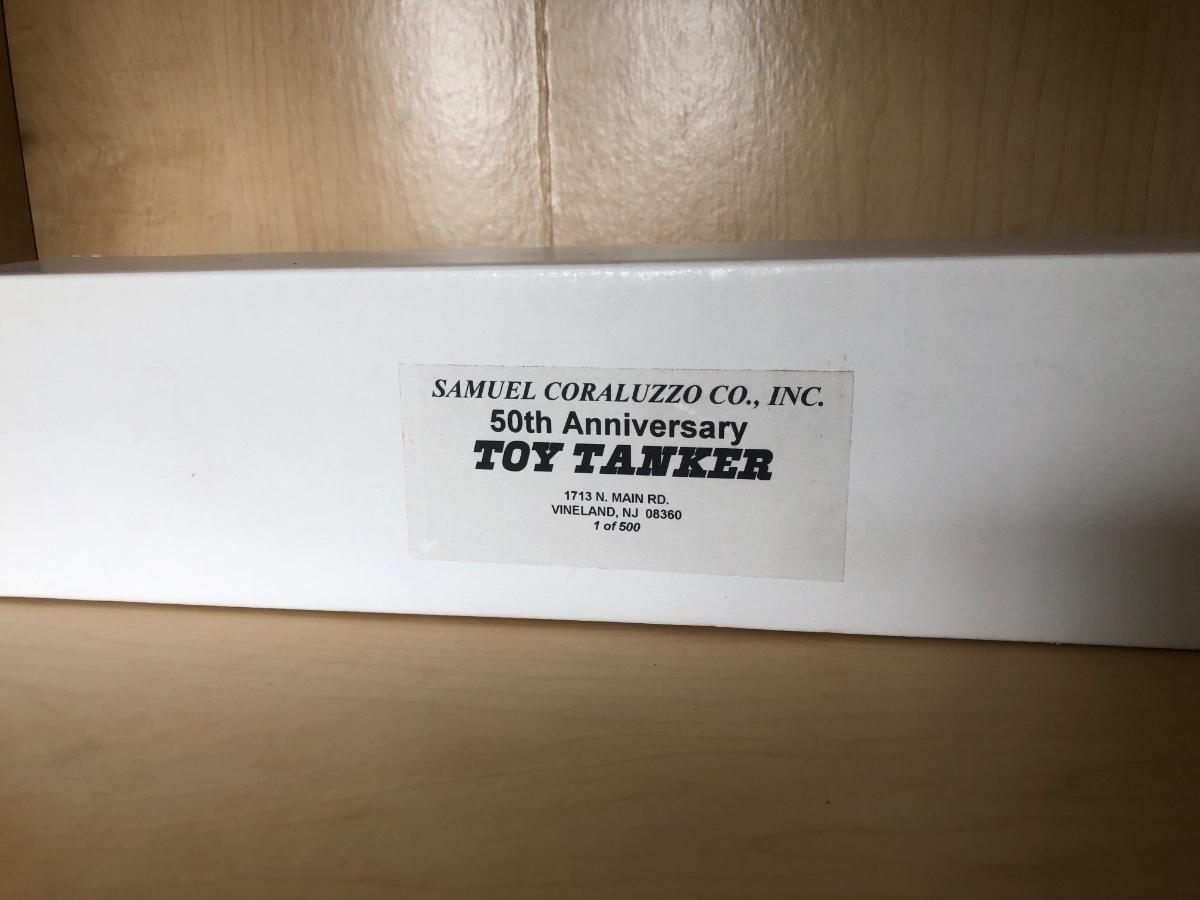 SAMUEL CORALUZZO CO., INC.
50th Anniversary
TOY TANKER
1713 N. MAIN RD.
VINELAND, NJ 08360
1 of 500